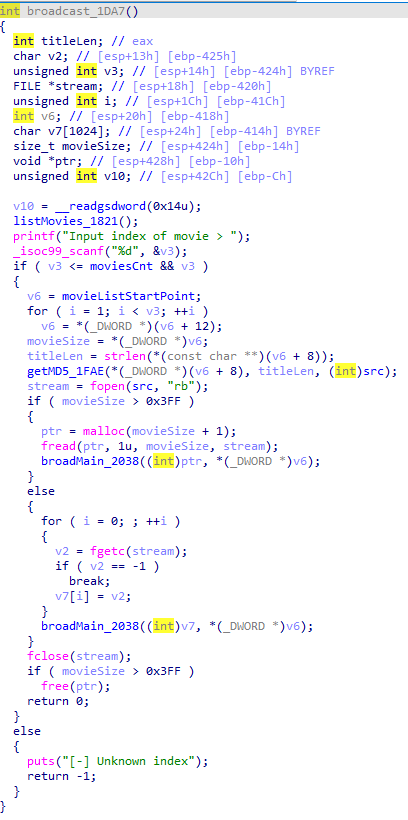 int broadcast_1DA7()
{
  int titleLen; // eax
  char v2; // [esp+13h] [ebp-425h]
  unsigned int v3; // [esp+14h] [ebp-424h] BYREF
  FILE *stream; // [esp+18h] [ebp-420h]
  unsigned int i; // [esp+1Ch] [ebp-41Ch]
  int v6; // [esp+20h] [ebp-418h]
  char v7[1024]; // [esp+24h] [ebp-414h] BYREF
  size_t movieSize; // [esp+424h] [ebp-14h]
  void *ptr; // [esp+428h] [ebp-10h]
  unsigned int v10; // [esp+42Ch] [ebp-Ch]

  v10 = __readgsdword(0x14u);
  listMovies_1821();
  printf("Input index of movie > ");
  _isoc99_scanf("%d", &v3);
  if ( v3 <= moviesCnt && v3 )
  {
    v6 = movieListStartPoint;
    for ( i = 1; i < v3; ++i )
      v6 = *(_DWORD *)(v6 + 12);
    movieSize = *(_DWORD *)v6;
    titleLen = strlen(*(const char **)(v6 + 8));
    getMD5_1FAE(*(_DWORD *)(v6 + 8), titleLen, (int)src);
    stream = fopen(src, "rb");
    if ( movieSize > 0x3FF )
    {
      ptr = malloc(movieSize + 1);
      fread(ptr, 1u, movieSize, stream);
      broadMain_2038((int)ptr, *(_DWORD *)v6);
    }
    else
    {
      for ( i = 0; ; ++i )
      {
        v2 = fgetc(stream);
        if ( v2 == -1 )
          break;
        v7[i] = v2;
      }
      broadMain_2038((int)v7, *(_DWORD *)v6);
    }
    fclose(stream);
    if ( movieSize > 0x3FF )
      free(ptr);
    return 0;
  }
  else
  {
    puts("[-] Unknown index");
    return -1;
  }
}